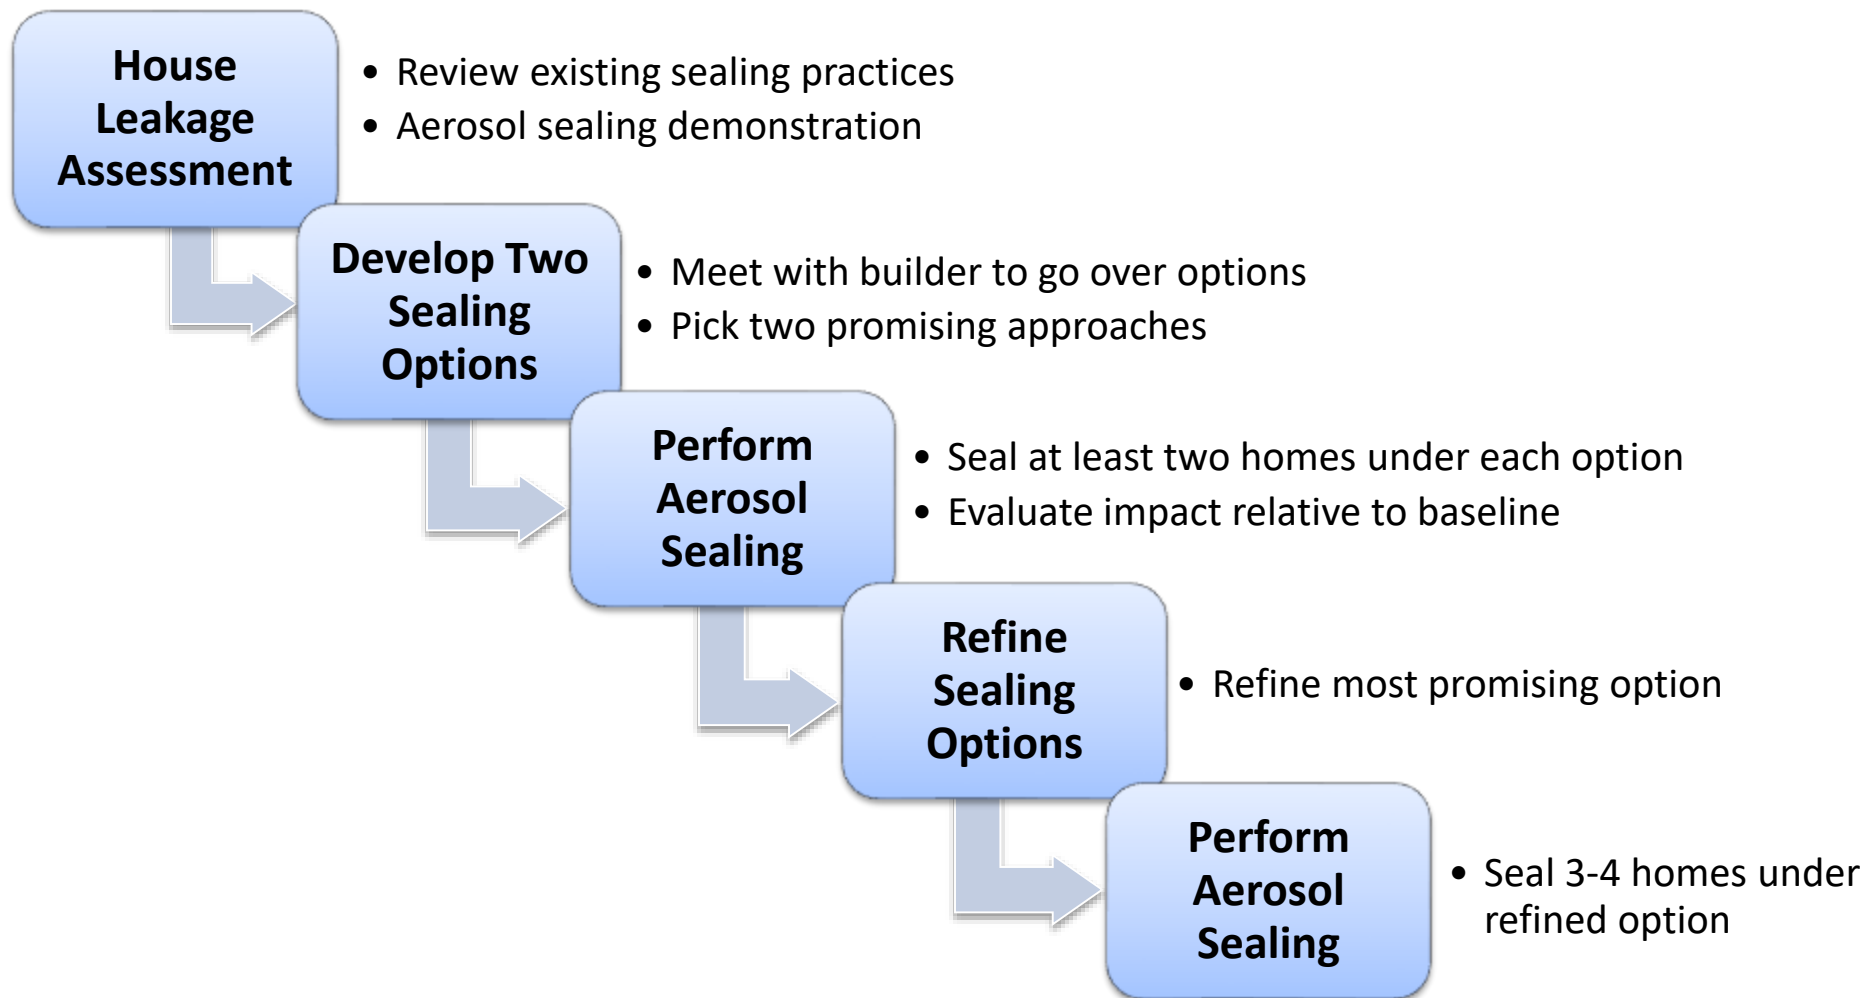 House
Leakage
Assessment
• Review existing sealing practices
• Aerosol sealing demonstration
Develop Two
Sealing
Options
• Meet with builder to go over options
• Pick two promising approaches
Perform
Aerosol
Sealing
• Seal at least two homes under each option
• Evaluate impact relative to baseline
Refine
Sealing
Options
• Refine most promising option
Perform
Aerosol
Sealing
• Seal 3-4 homes under
refined option